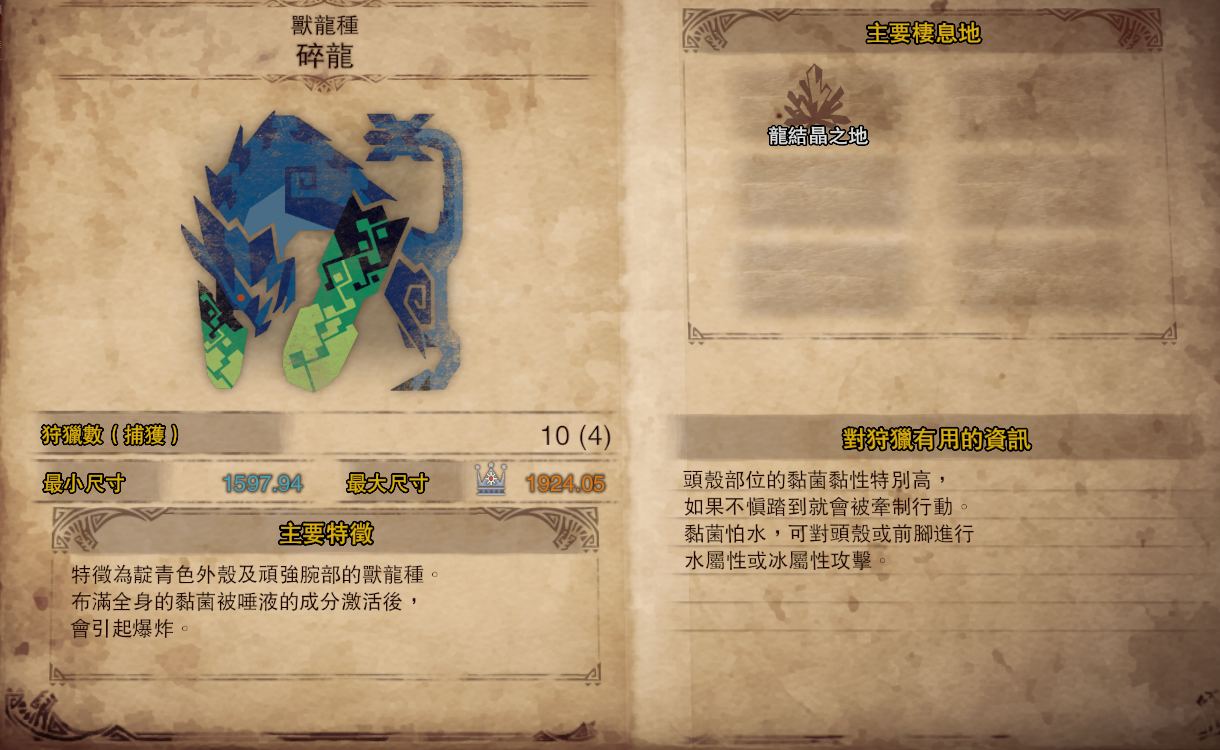 獸龍種
碎龍
狩獵數(捕獲)
10 (4)
最小尺寸 1597.94 最大尺寸 1924.05
主要特徵
特徵為靛青色外殼及頑強腕部的獸龍種。
布滿全身的黏菌被唾液的成分激活後，
會引起爆炸。
主要棲息地
龍結晶之地
對狩獵有用的資訊
頭殼部位的黏菌黏性特別高，
如果不慎踏到就會被牽制行動。
黏菌怕水，可對頭殼或前腳進行
水屬性或冰屬性攻擊。